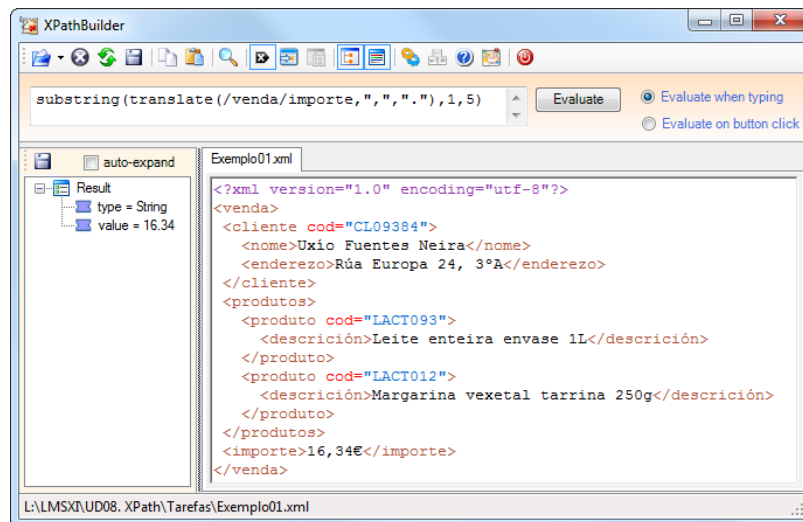 XPathBuilder
substring(translate(/venda/importe,",","."),1,5)
Evaluate
Evaluate when typing
Evaluate on button click
auto-expand
Result
type = String
value = 16.34
Exemplo01.xml
<?xml version="1.0" encoding="utf-8"?>
<venda>
<cliente cod="CL09384">
<nome>Uxío Fuentes Neira</nome>
<enderezo>Rúa Europa 24, 3ºA</enderezo>
</cliente>
<produtos>
<produto cod="LACT093">
<descrición>Leite enteira envase 1L</descrición>
</produto>
<produto cod="LACT012">
<descrición>Margarina vexetal tarrina 250g</descrición>
</produto>
</produtos>
<importe>16,34€</importe>
</venda>
L:\LMSXI\UD08. XPath\Tarefas\Exemplo01.xml